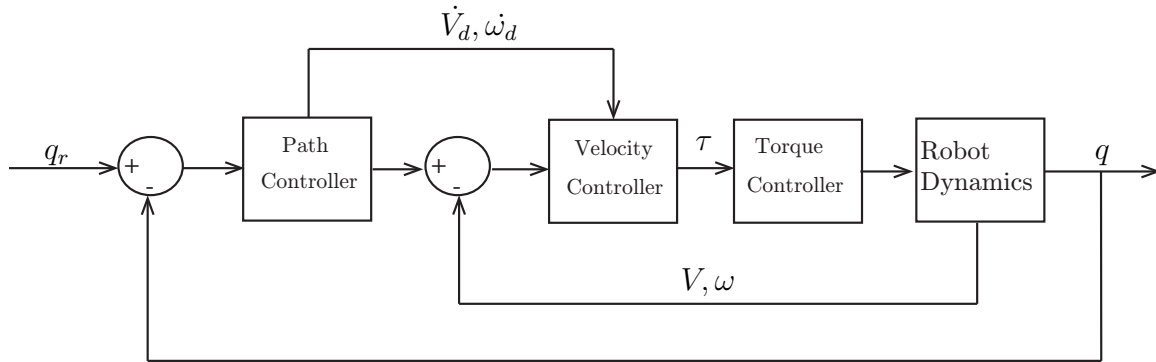 V̇_d, ω̇_d
q_r
+
-
Path
Controller
+
-
Velocity
Controller
τ
Torque
Controller
Robot
Dynamics
q
V, ω